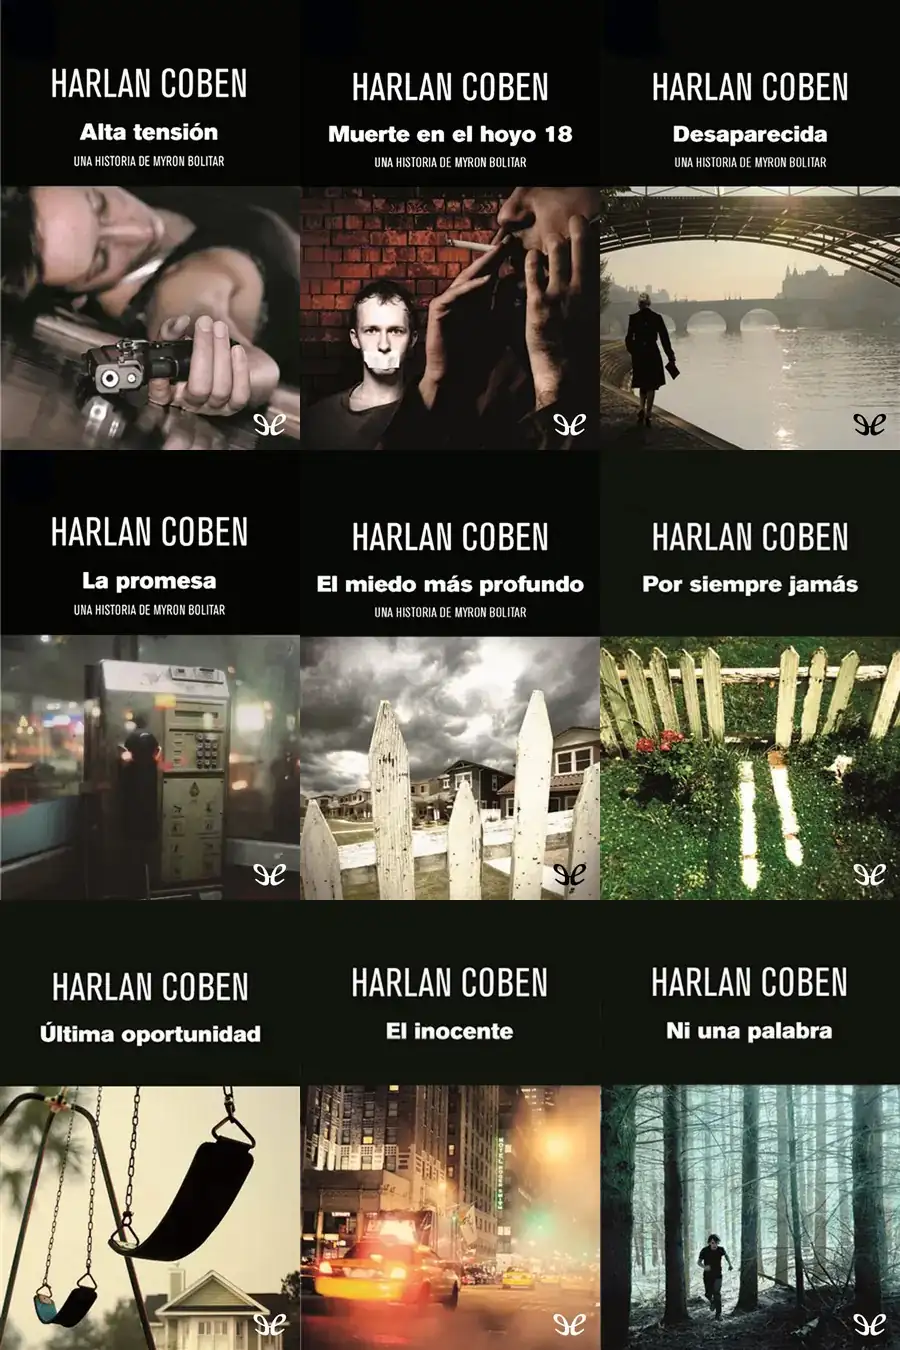 HARLAN COBEN
Alta tensión
UNA HISTORIA DE MYRON BOLITAR
HARLAN COBEN
Muerte en el hoyo 18
UNA HISTORIA DE MYRON BOLITAR
HARLAN COBEN
Desaparecida
UNA HISTORIA DE MYRON BOLITAR
HARLAN COBEN
La promesa
UNA HISTORIA DE MYRON BOLITAR
HARLAN COBEN
El miedo más profundo
UNA HISTORIA DE MYRON BOLITAR
HARLAN COBEN
Por siempre jamás
HARLAN COBEN
Última oportunidad
HARLAN COBEN
El inocente
HARLAN COBEN
Ni una palabra